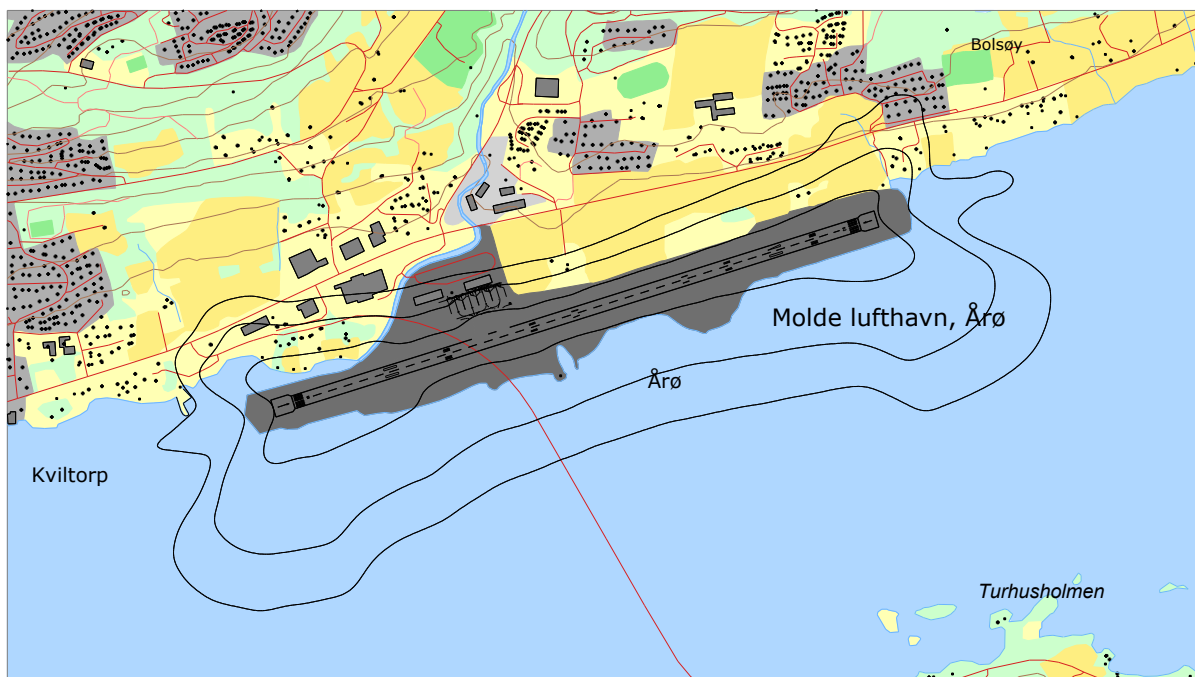 Bolsøy
Molde lufthavn, Årø
Årø
Kviltorp
Turhusholmen